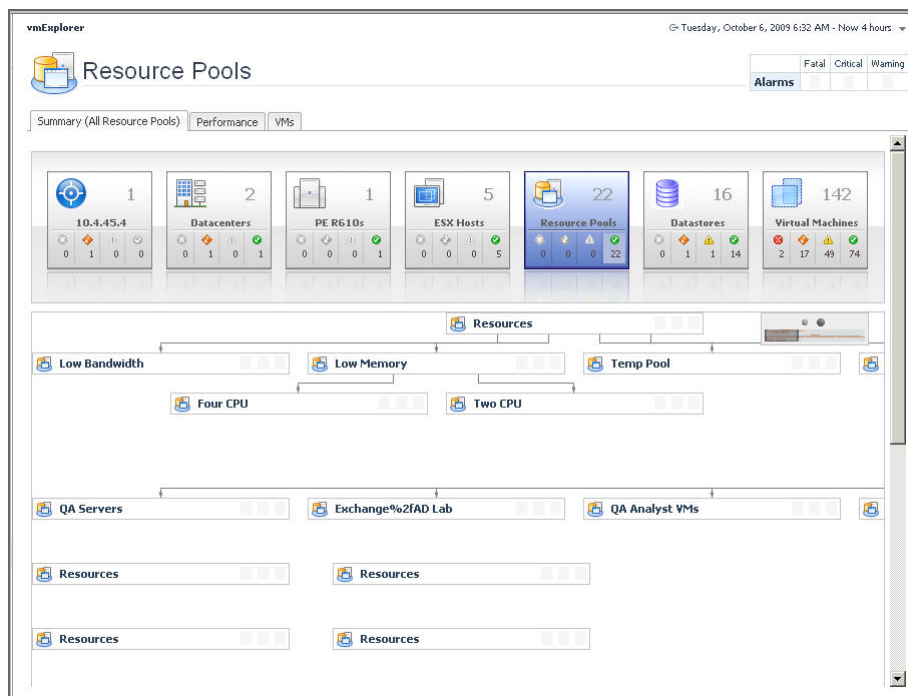 vmExplorer
Tuesday, October 6, 2009 6:32 AM - Now 4 hours
Resource Pools
Fatal Critical Warning
Alarms
Summary (All Resource Pools) Performance VMs
1 2 1 5 22 16 142
10.4.45.4 Datacenters PE R610s ESX Hosts Resource Pools Datastores Virtual Machines
0 1 0 0 0 1 0 1 0 0 0 1 0 0 0 5 0 0 0 22 0 1 1 14 2 17 49 74
Resources
Low Bandwidth Low Memory Temp Pool
Four CPU Two CPU
QA Servers Exchange%2fAD Lab QA Analyst VMs
Resources Resources
Resources Resources